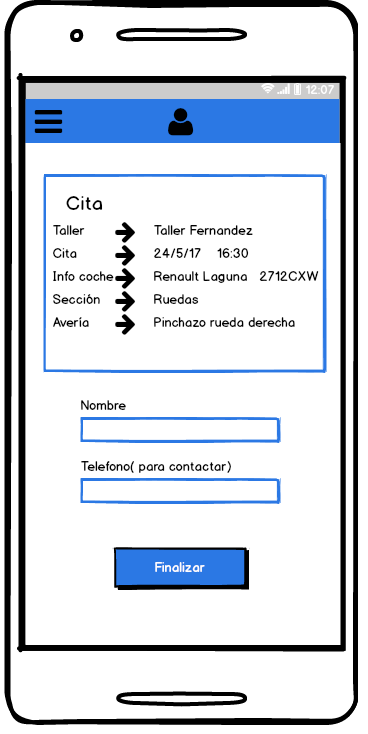 12:07
Cita
Taller Taller Fernandez
Cita 24/5/17 16:30
Info coche Renault Laguna 2712CXW
Sección Ruedas
Avería Pinchazo rueda derecha
Nombre
Telefono( para contactar)
Finalizar